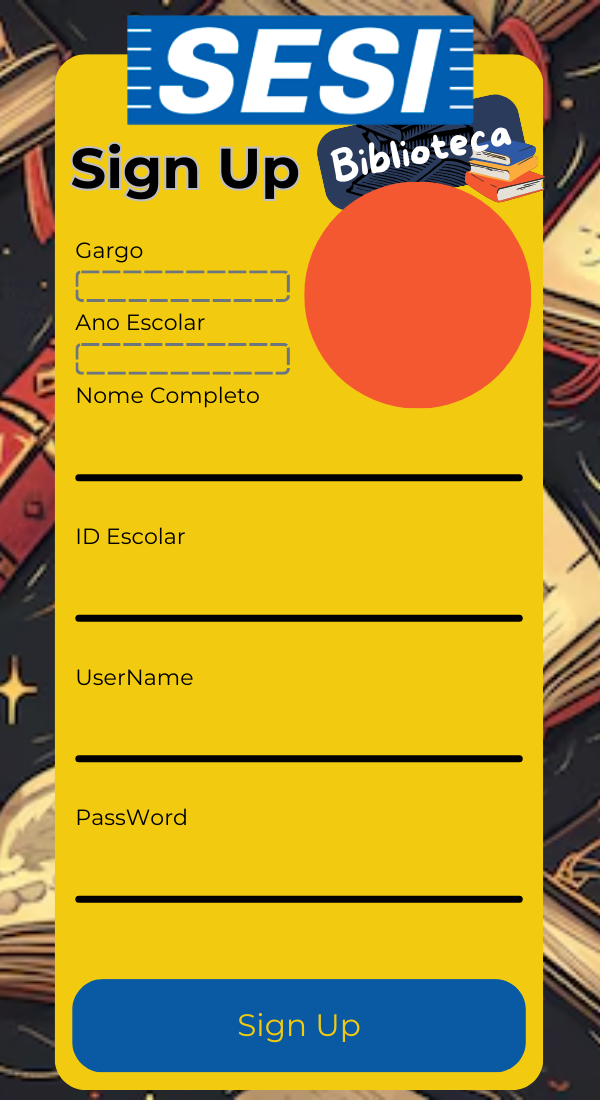 SESI
Biblioteca
Sign Up
Gargo
Ano Escolar
Nome Completo
ID Escolar
UserName
PassWord
Sign Up